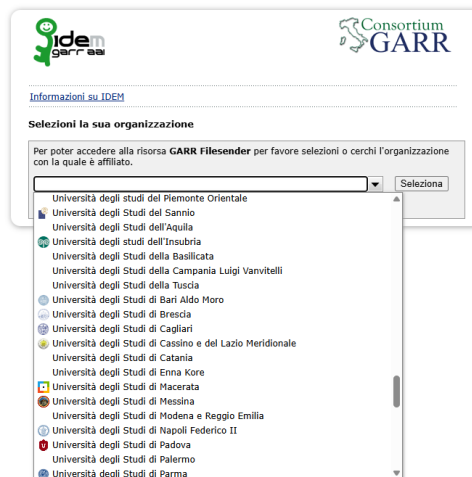 idem
garr aai
Consortium
GARR
Informazioni su IDEM
Selezioni la sua organizzazione
Per poter accedere alla risorsa GARR Filesender per favore selezioni o cerchi l'organizzazione
con la quale è affiliato.
Seleziona
Università degli studi del Piemonte Orientale
Università degli Studi del Sannio
Università degli Studi dell'Aquila
Università degli studi dell'Insubria
Università degli Studi della Basilicata
Università degli Studi della Campania Luigi Vanvitelli
Università degli Studi della Tuscia
Università degli Studi di Bari Aldo Moro
Università degli Studi di Brescia
Università degli Studi di Cagliari
Università degli Studi di Cassino e del Lazio Meridionale
Università degli Studi di Catania
Università degli Studi di Enna Kore
Università degli Studi di Macerata
Università degli Studi di Messina
Università degli Studi di Modena e Reggio Emilia
Università degli Studi di Napoli Federico II
Università degli Studi di Padova
Università degli Studi di Palermo
Università degli Studi di Parma